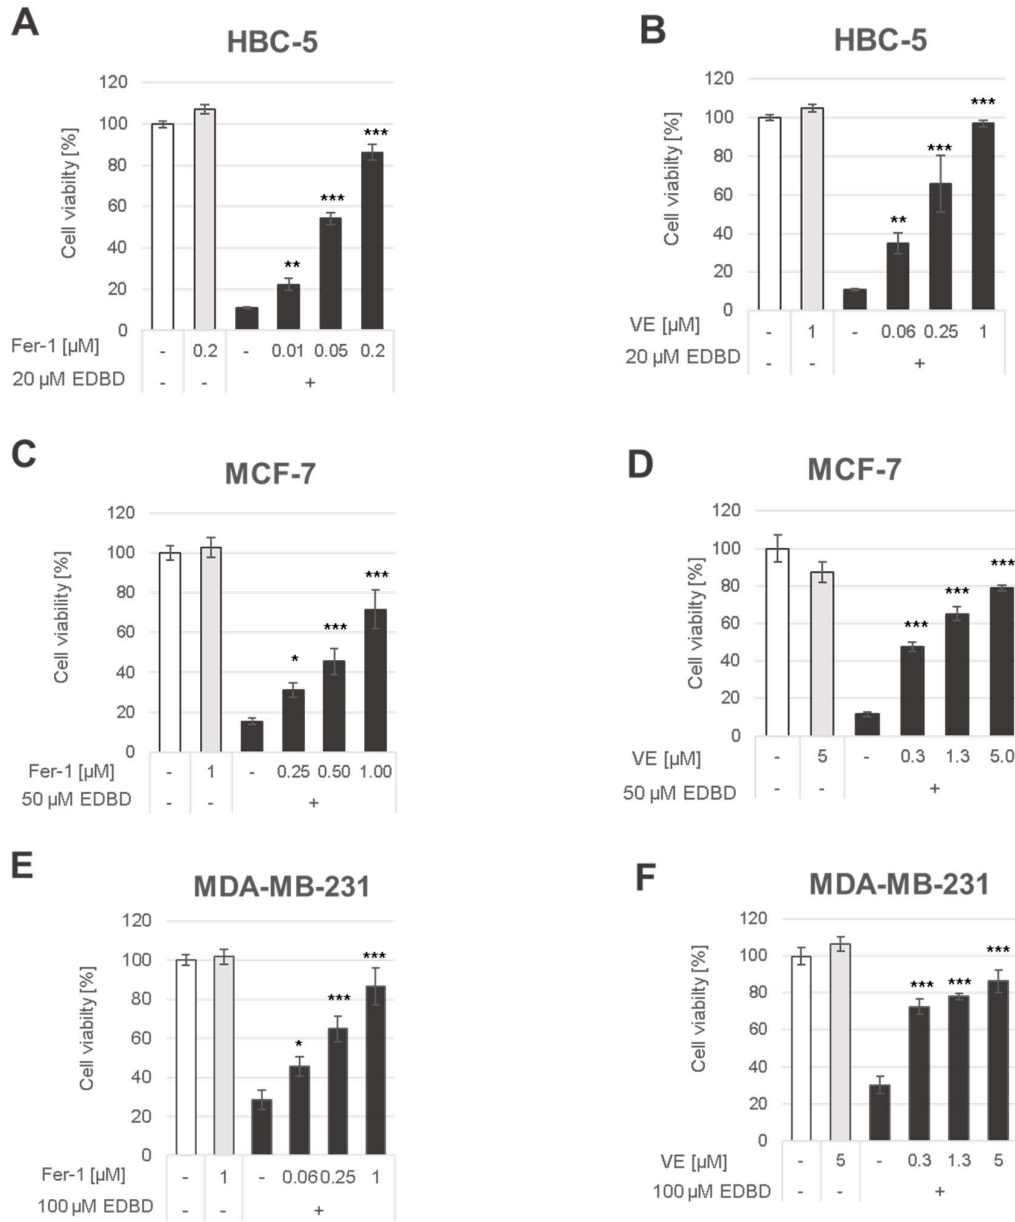 A
HBC-5
120
100
80
60
40
20
0
Cell viabilty [%]
**
***
***
Fer-1 [µM] - 0.2 - 0.01 0.05 0.2
20 µM EDBD - - +
B
HBC-5
120
100
80
60
40
20
0
Cell viabilty [%]
**
***
***
VE [µM] - 1 - 0.06 0.25 1
20 µM EDBD - - +
C
MCF-7
120
100
80
60
40
20
0
Cell viability [%]
*
***
***
Fer-1 [µM] - 1 - 0.25 0.50 1.00
50 µM EDBD - - +
D
MCF-7
120
100
80
60
40
20
0
Cell viabilty [%]
***
***
***
VE [µM] - 5 - 0.3 1.3 5.0
50 µM EDBD - - +
E
MDA-MB-231
120
100
80
60
40
20
0
Cell viabilty [%]
*
***
***
Fer-1 [µM] - 1 - 0.06 0.25 1
100 µM EDBD - - +
F
MDA-MB-231
120
100
80
60
40
20
0
Cell viabilty [%]
***
***
***
VE [µM] - 5 - 0.3 1.3 5
100 µM EDBD - - +